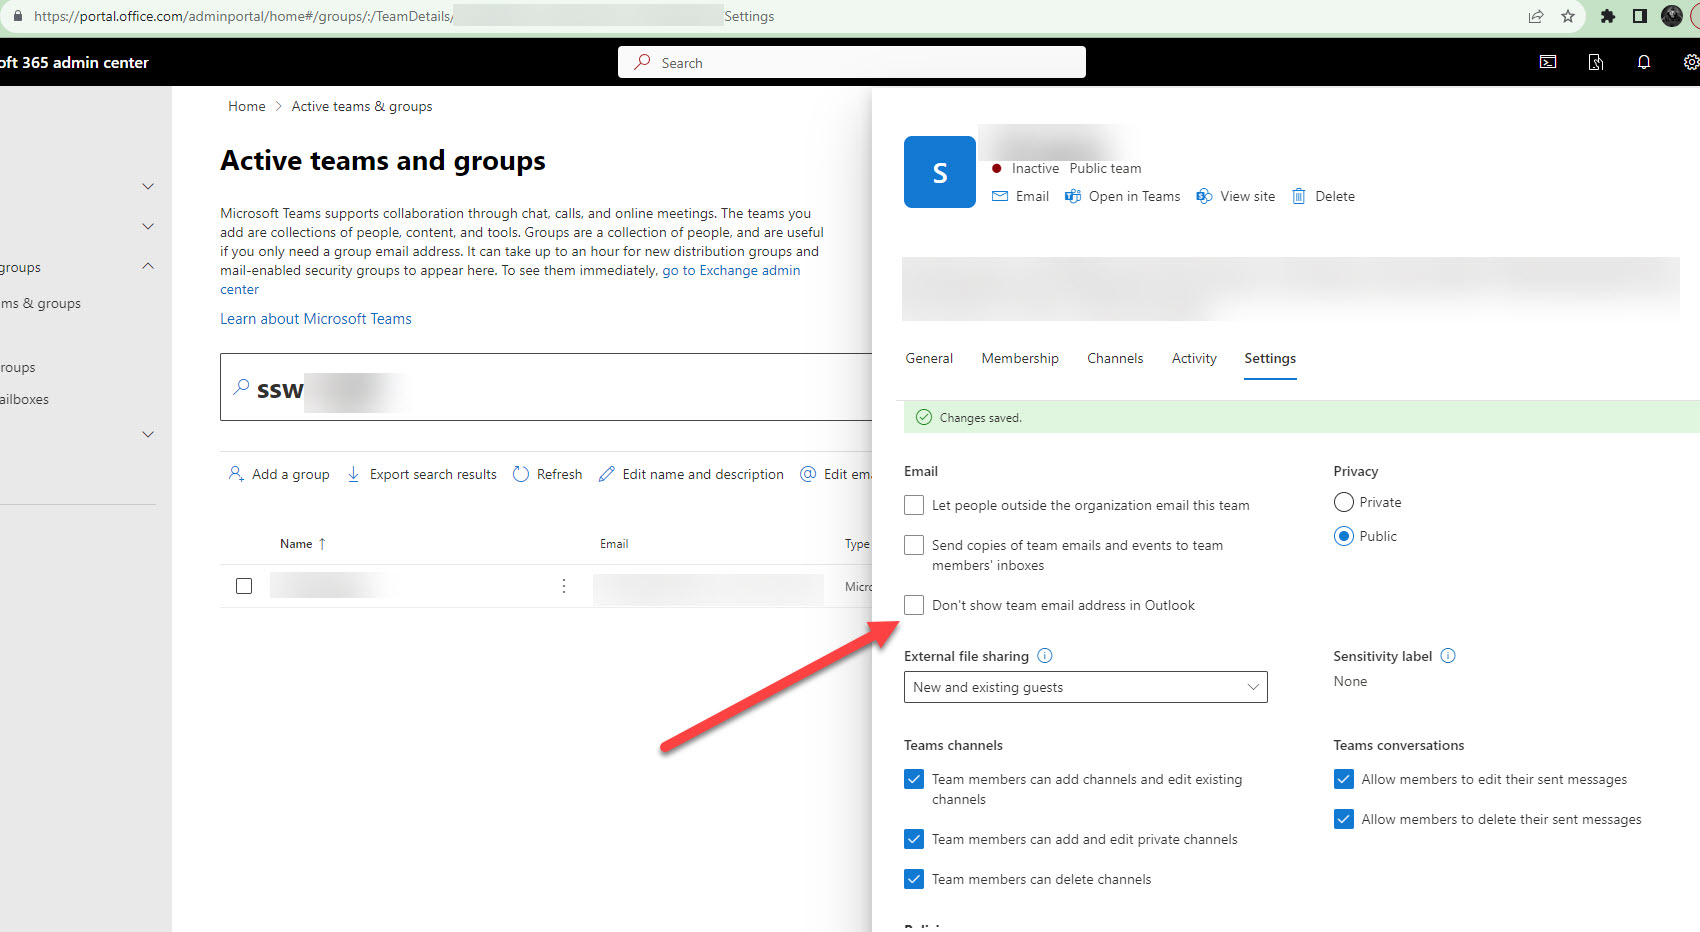 https://portal.office.com/adminportal/home#/groups/:/TeamDetails/
/Settings
oft 365 admin center
Search
Home > Active teams & groups
Active teams and groups
Microsoft Teams supports collaboration through chat, calls, and online meetings. The teams you
add are collections of people, content, and tools. Groups are a collection of people, and are useful
if you only need a group email address. It can take up to an hour for new distribution groups and
mail-enabled security groups to appear here. To see them immediately, go to Exchange admin
center
Learn about Microsoft Teams
groups
ms & groups
roups
ailboxes
ssw
Add a group
Export search results
Refresh
Edit name and description
Edit ema
Name ↑
Email
Type
Micro
S
Inactive Public team
Email
Open in Teams
View site
Delete
General
Membership
Channels
Activity
Settings
Changes saved.
Email
Let people outside the organization email this team
Send copies of team emails and events to team
members' inboxes
Don't show team email address in Outlook
Privacy
Private
Public
External file sharing
New and existing guests
Sensitivity label
None
Teams channels
Team members can add channels and edit existing
channels
Team members can add and edit private channels
Team members can delete channels
Teams conversations
Allow members to edit their sent messages
Allow members to delete their sent messages